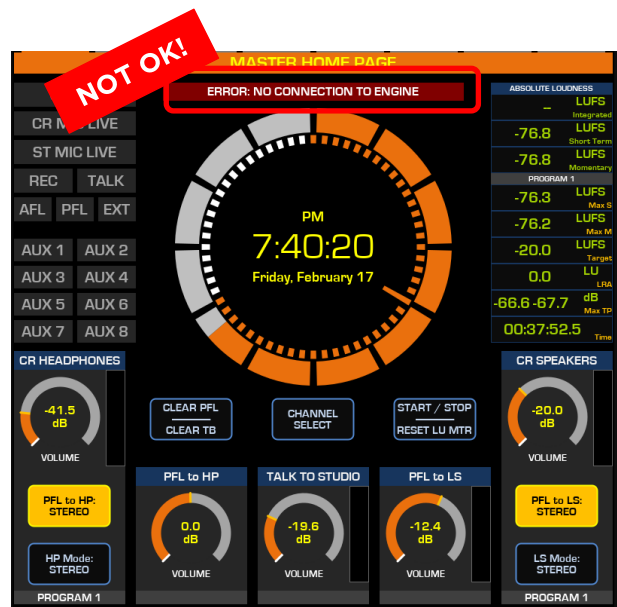 NOT OK!
MASTER HOME PAGE
ERROR: NO CONNECTION TO ENGINE
CR MIC LIVE
ST MIC LIVE
REC TALK
AFL PFL EXT
AUX 1 AUX 2
AUX 3 AUX 4
AUX 5 AUX 6
AUX 7 AUX 8
PM
7:40:20
Friday, February 17
ABSOLUTE LOUDNESS
– LUFS
Integrated
-76.8 LUFS
Short Term
-76.8 LUFS
Momentary
PROGRAM 1
-76.3 LUFS
Max S
-76.2 LUFS
Max M
-20.0 LUFS
Target
0.0 LU
LRA
-66.6 -67.7 dB
Max TP
00:37:52.5 Time
CR HEADPHONES
-41.5
dB
VOLUME
PFL to HP:
STEREO
HP Mode:
STEREO
PROGRAM 1
CLEAR PFL
CLEAR TB
CHANNEL
SELECT
START / STOP
RESET LU MTR
PFL to HP
0.0
dB
VOLUME
TALK TO STUDIO
-19.6
dB
VOLUME
PFL to LS
-12.4
dB
VOLUME
CR SPEAKERS
-20.0
dB
VOLUME
PFL to LS:
STEREO
LS Mode:
STEREO
PROGRAM 1